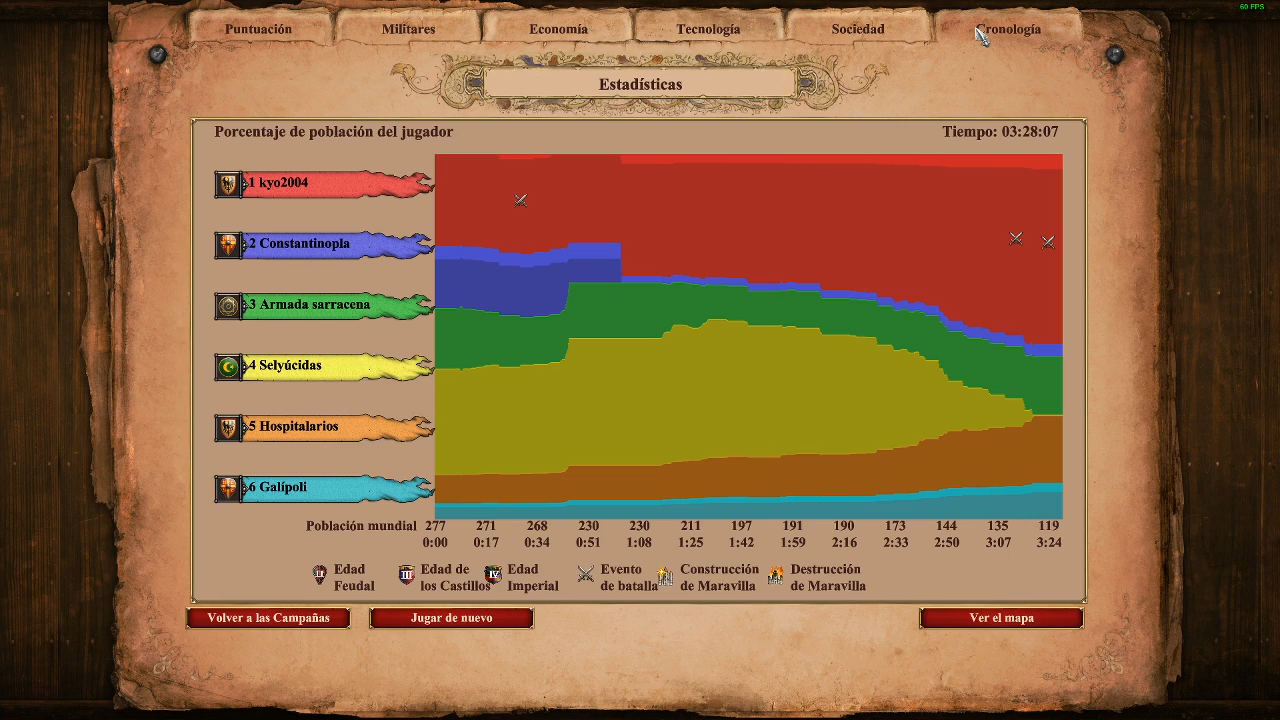 60 FPS
Puntuación Militares Economía Tecnología Sociedad Cronología
Estadísticas
Porcentaje de población del jugador Tiempo: 03:28:07
1 kyo2004
2 Constantinopla
3 Armada sarracena
4 Selyúcidas
5 Hospitalarios
6 Galípoli
Población mundial 277 271 268 230 230 211 197 191 190 173 144 135 119
0:00 0:17 0:34 0:51 1:08 1:25 1:42 1:59 2:16 2:33 2:50 3:07 3:24
II Edad Feudal
III Edad de los Castillos
IV Edad Imperial
Evento de batalla
Construcción de Maravilla
Destrucción de Maravilla
Volver a las Campañas Jugar de nuevo Ver el mapa